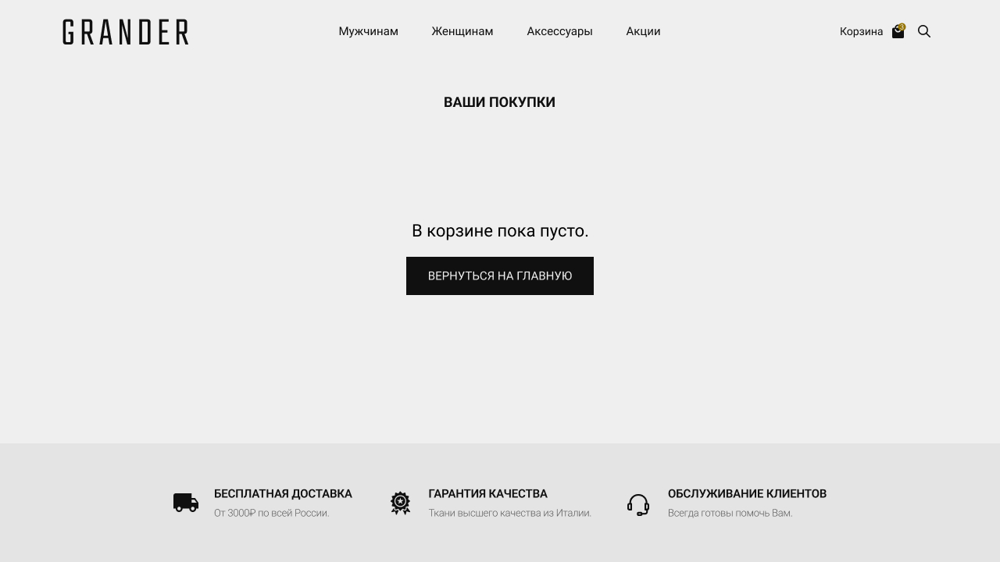 GRANDER
Мужчинам
Женщинам
Аксессуары
Акции
Корзина
ВАШИ ПОКУПКИ
В корзине пока пусто.
ВЕРНУТЬСЯ НА ГЛАВНУЮ
БЕСПЛАТНАЯ ДОСТАВКА
От 3000₽ по всей России.
ГАРАНТИЯ КАЧЕСТВА
Ткани высшего качества из Италии.
ОБСЛУЖИВАНИЕ КЛИЕНТОВ
Всегда готовы помочь Вам.